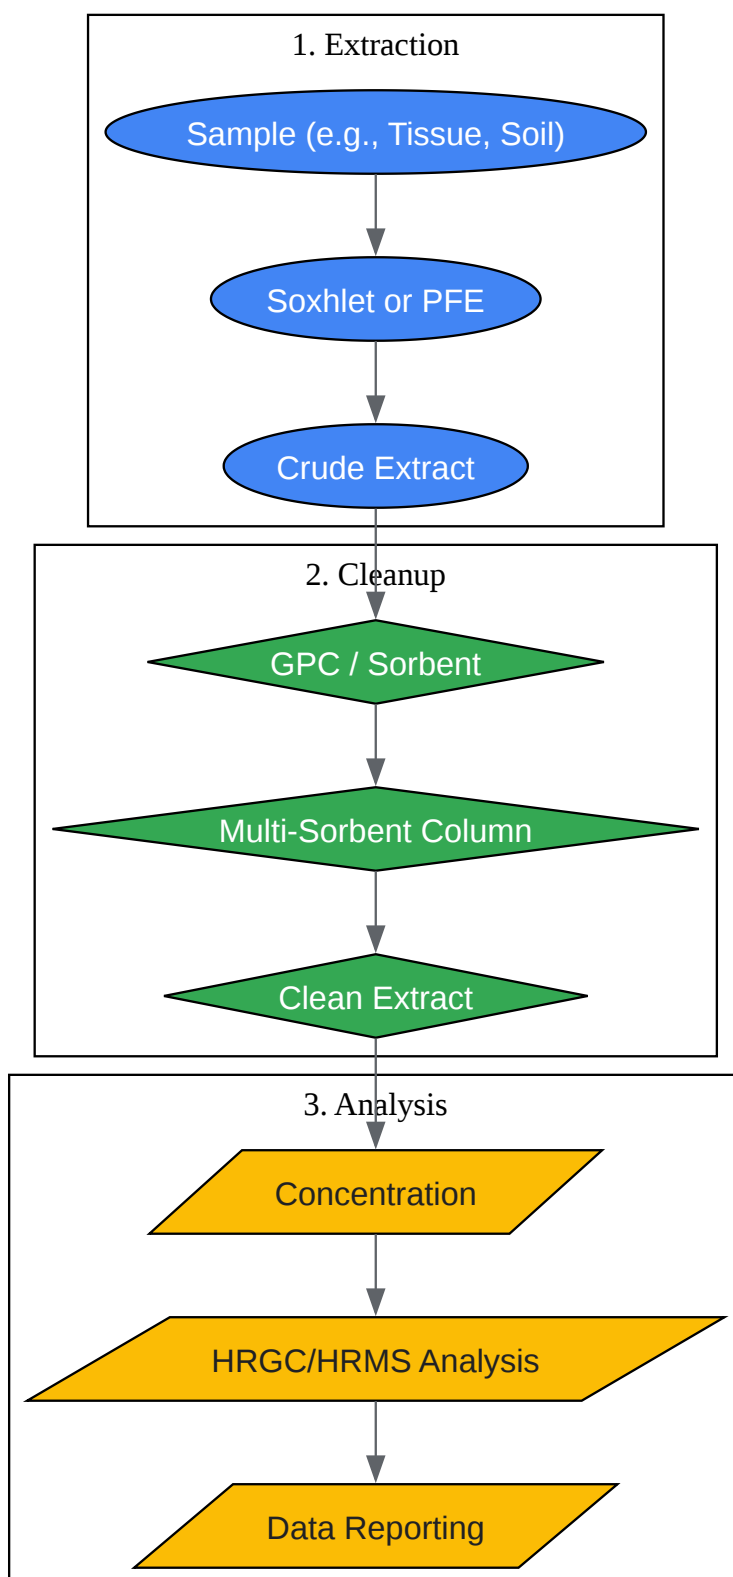 1. Extraction
Sample (e.g., Tissue, Soil)
Soxhlet or PFE
Crude Extract
2. Cleanup
GPC / Sorbent
Multi-Sorbent Column
Clean Extract
3. Analysis
Concentration
HRGC/HRMS Analysis
Data Reporting